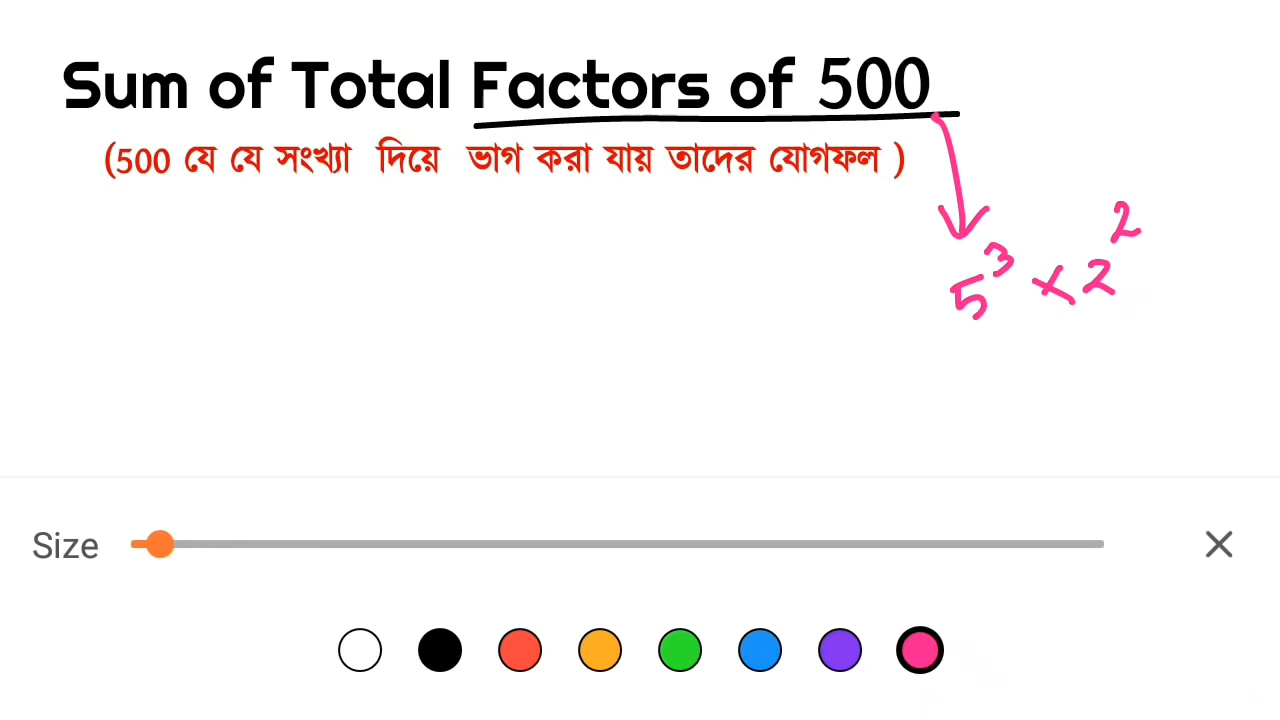 Sum of Total Factors of 500
(500 যে যে সংখ্যা দিয়ে ভাগ করা যায় তাদের যোগফল )
5³ × 2²
Size